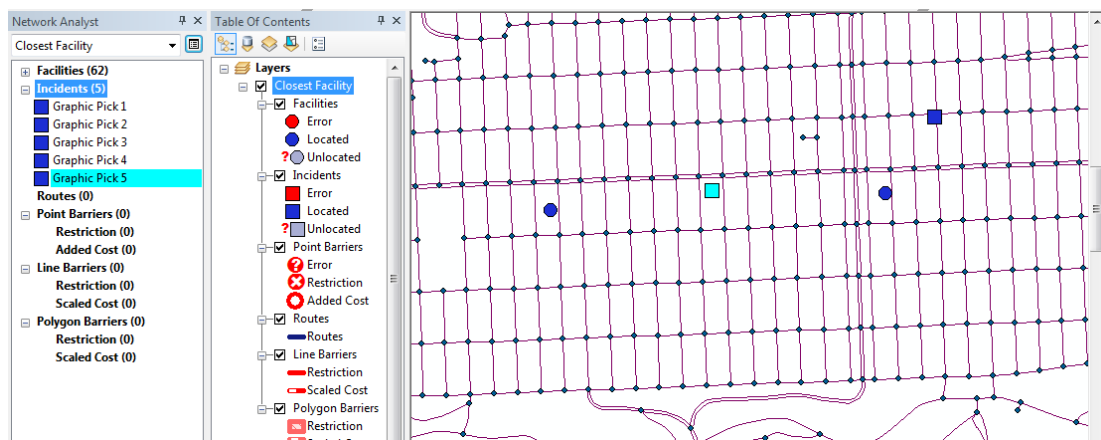 Network Analyst
Closest Facility
Facilities (62)
Incidents (5)
Graphic Pick 1
Graphic Pick 2
Graphic Pick 3
Graphic Pick 4
Graphic Pick 5
Routes (0)
Point Barriers (0)
Restriction (0)
Added Cost (0)
Line Barriers (0)
Restriction (0)
Scaled Cost (0)
Polygon Barriers (0)
Restriction (0)
Scaled Cost (0)
Table Of Contents
Layers
Closest Facility
Facilities
Error
Located
? Unlocated
Incidents
Error
Located
? Unlocated
Point Barriers
Error
Restriction
Added Cost
Routes
Routes
Line Barriers
Restriction
Scaled Cost
Polygon Barriers
Restriction